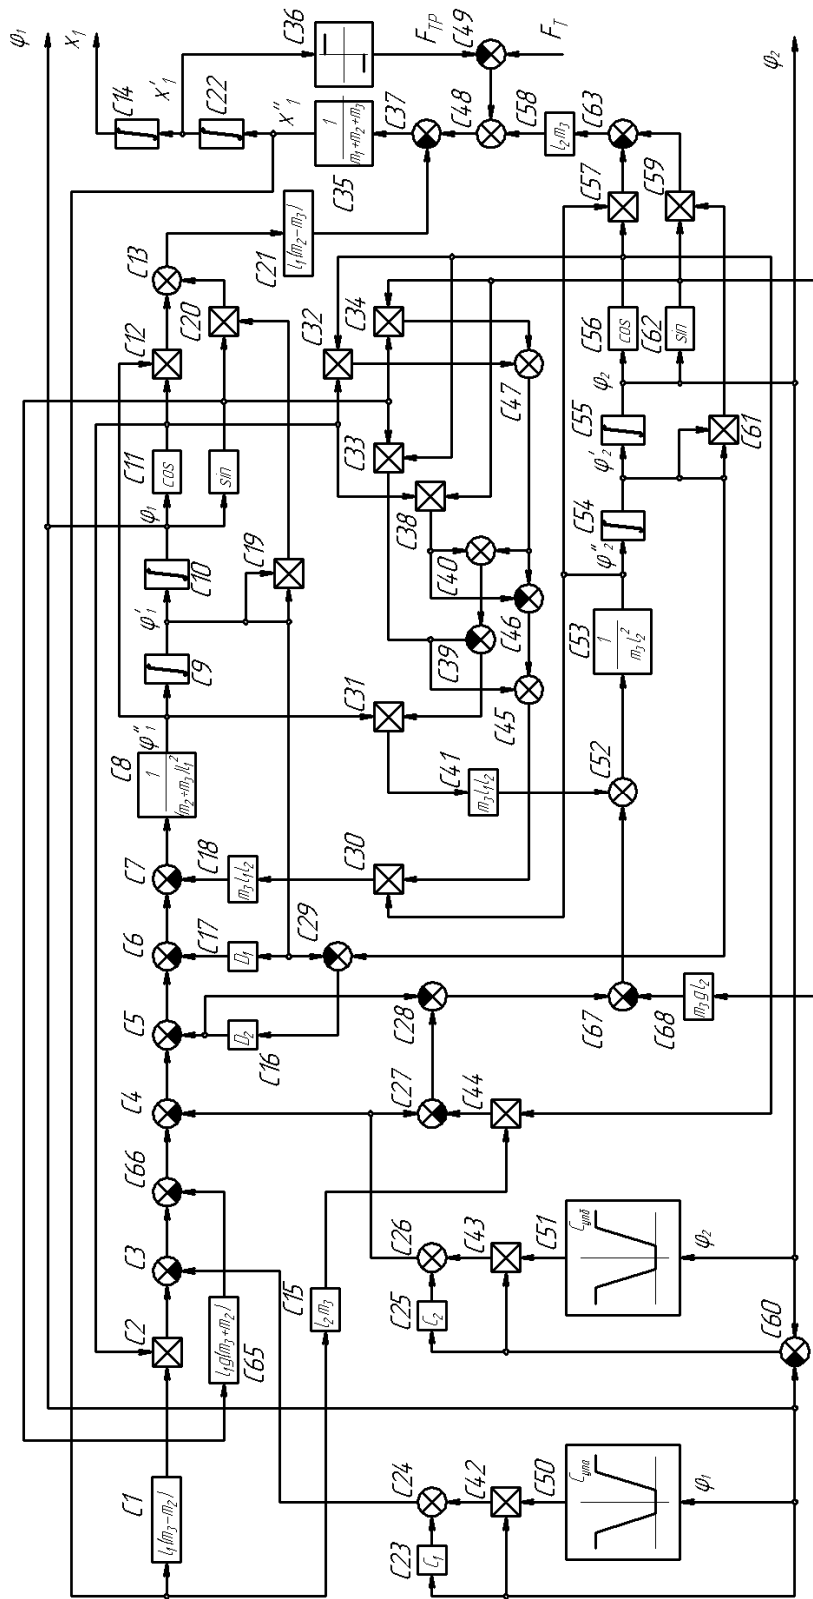 φ₁
x₁
x'₁
x''₁
C14
C22
C36
F_TP
C49
F_T
φ₂
1
m₁+m₂+m₃
C35
C37
C48
C58
l₂m₃
C63
C57
C59
C21
l₁(m₂−m₃)
C13
C12
C20
C32
C34
C47
C56
cos
C62
sin
φ₂
C55
C61
φ'₂
C54
φ''₂
C11
cos
sin
φ₁
C33
C38
C10
C19
C40
C46
φ'₁
C9
C39
C45
C53
1
m₃l₂²
C31
φ''₁
C8
1
(m₂+m₃)l₁²
C41
m₃l₁l₂
C52
C7
C18
m₃l₁l₂
C30
C6
C17
D₁
C29
C5
D₂
C16
C28
C67
C68
m₃gl₂
C4
C27
C44
C66
C3
C26
C43
C51
C_упв
φ₂
C2
l₁g(m₃+m₂)
C65
C15
l₂m₃
C25
C₂
C60
C1
l₁(m₃−m₂)
C24
C42
C50
C_упа
φ₁
C23
C₁